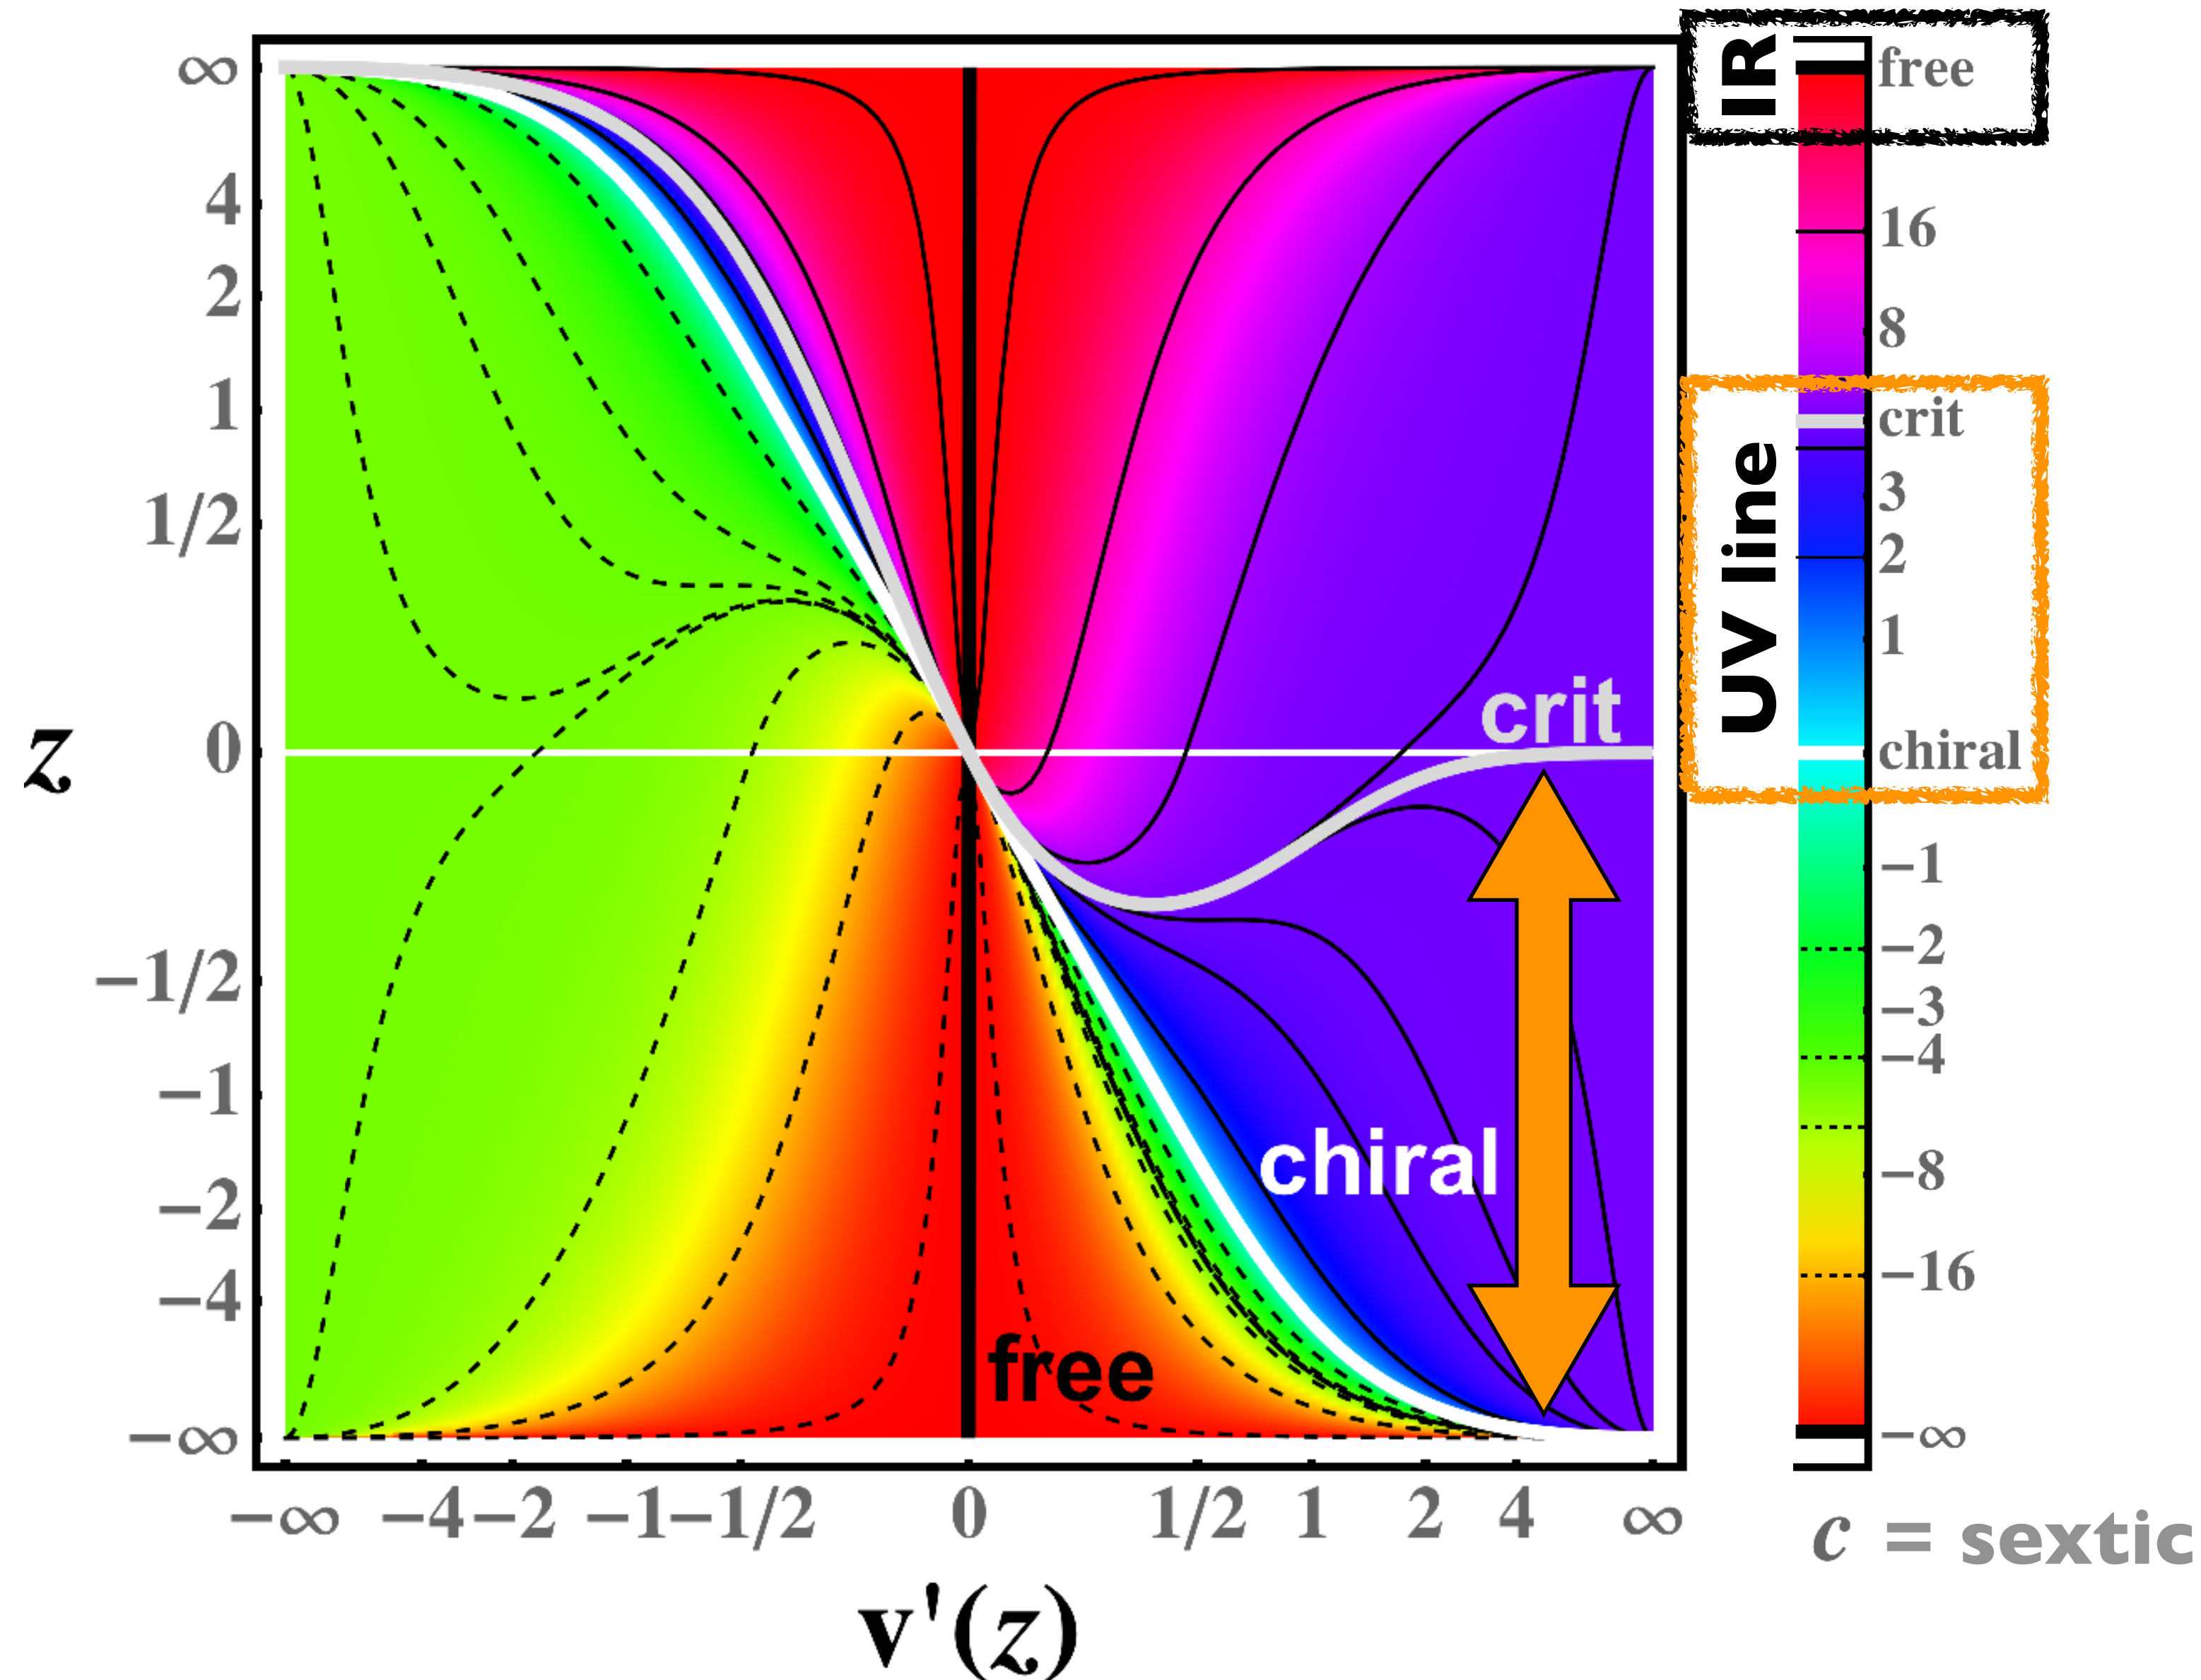 ∞
4
2
1
1/2
0
−1/2
−1
−2
−4
−∞
z
−∞ −4 −2 −1 −1/2 0 1/2 1 2 4 ∞
v'(z)
crit
chiral
free
IR
UV line
free
16
8
crit
3
2
1
chiral
−1
−2
−3
−4
−8
−16
−∞
c = sextic